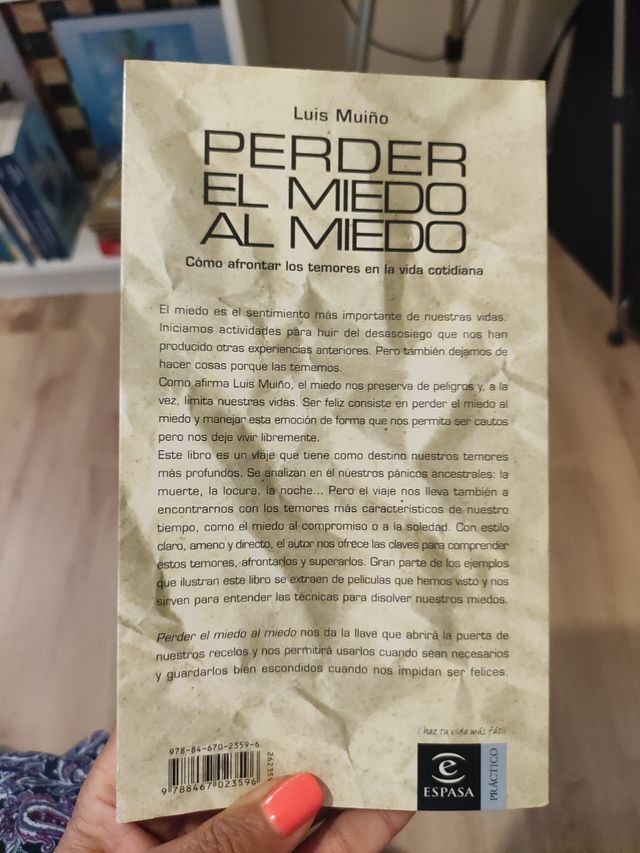 Luis Muiño
PERDER
EL MIEDO
AL MIEDO
Cómo afrontar los temores en la vida cotidiana
El miedo es el sentimiento más importante de nuestras vidas.
Iniciamos actividades para huir del desasosiego que nos han
producido otras experiencias anteriores. Pero también dejamos de
hacer cosas porque las tememos.
Como afirma Luis Muiño, el miedo nos preserva de peligros y, a la
vez, limita nuestras vidas. Ser feliz consiste en perder el miedo al
miedo y manejar esta emoción de forma que nos permita ser cautos
pero nos deje vivir libremente.
Este libro es un viaje que tiene como destino nuestros temores
más profundos. Se analizan en él nuestros pánicos ancestrales: la
muerte, la locura, la noche... Pero el viaje nos lleva también a
encontrarnos con los temores más característicos de nuestro
tiempo, como el miedo al compromiso o a la soledad. Con estilo
claro, ameno y directo, el autor nos ofrece las claves para comprender
estos temores, afrontarlos y superarlos. Gran parte de los ejemplos
que ilustran este libro se extraen de películas que hemos visto y nos
sirven para entender las técnicas para disolver nuestros miedos.
Perder el miedo al miedo nos da la llave que abrirá la puerta de
nuestros recelos y nos permitirá usarlos cuando sean necesarios
y guardarlos bien escondidos cuando nos impidan ser felices.
haz tu vida más fácil
978-84-670-2359-6
9 788467 023596
ESPASA
PRÁCTICO